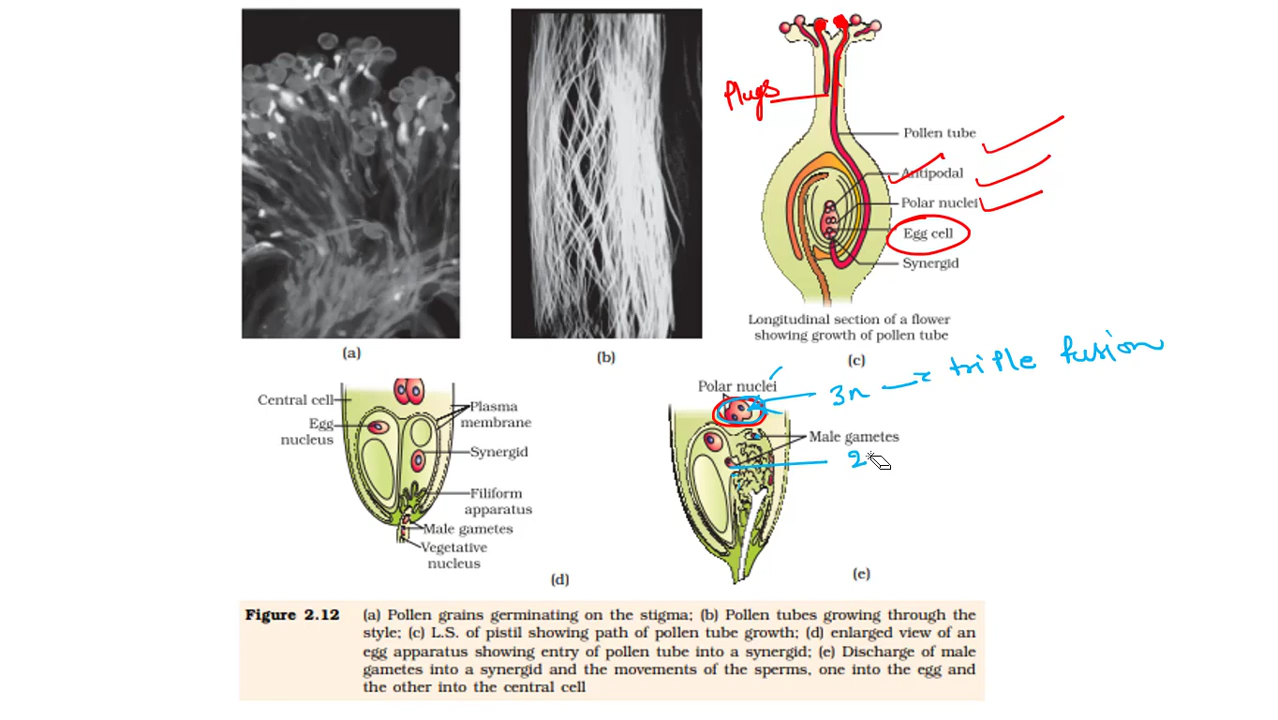 Plugs
Pollen tube
Antipodal
Polar nuclei
Egg cell
Synergid
Longitudinal section of a flower
showing growth of pollen tube
(a)
(b)
(c)
Polar nuclei
3n
triple fusion
Central cell
Egg
nucleus
Plasma
membrane
Synergid
Filiform
apparatus
Male gametes
Vegetative
nucleus
(d)
Male gametes
2
(e)
Figure 2.12 (a) Pollen grains germinating on the stigma; (b) Pollen tubes growing through the
style; (c) L.S. of pistil showing path of pollen tube growth; (d) enlarged view of an
egg apparatus showing entry of pollen tube into a synergid; (e) Discharge of male
gametes into a synergid and the movements of the sperms, one into the egg and
the other into the central cell